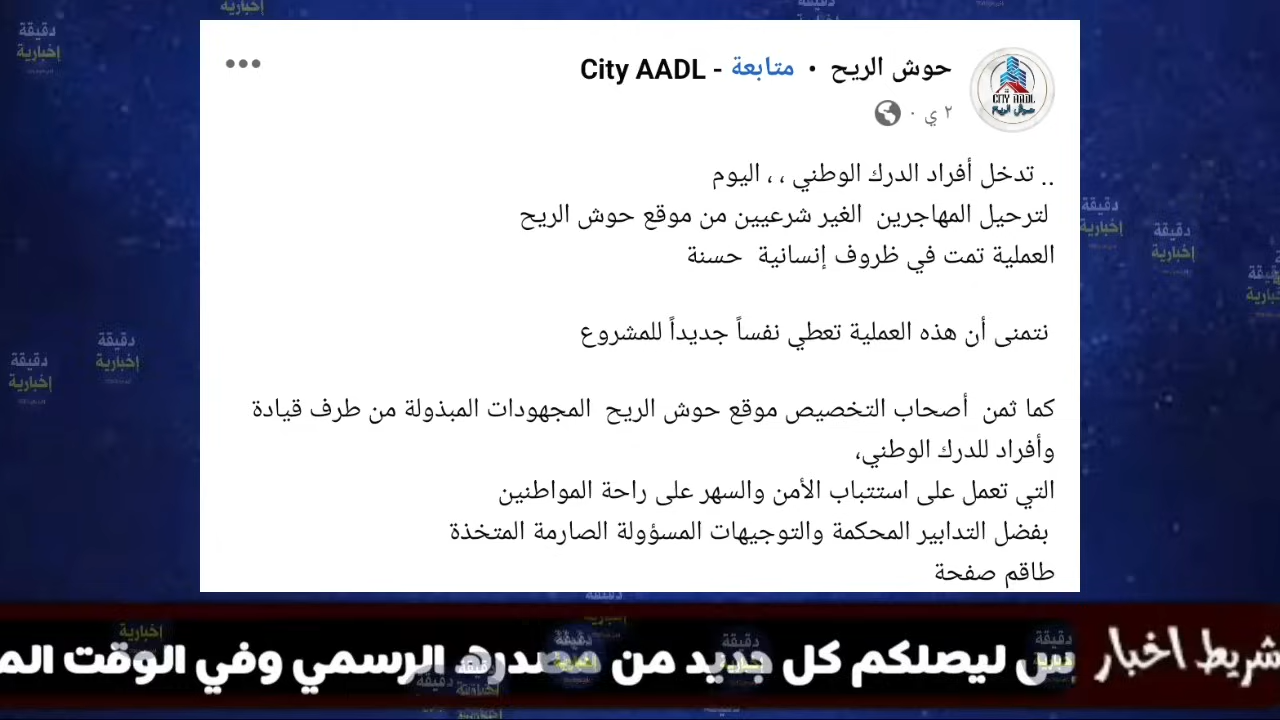 City AADL - متابعة • حوش الريح
٢ ي ·
CITY AADL
حوش الريح
.. تدخل أفراد الدرك الوطني ، ، اليوم
لترحيل المهاجرين الغير شرعيين من موقع حوش الريح
العملية تمت في ظروف إنسانية حسنة
نتمنى أن هذه العملية تعطي نفساً جديداً للمشروع
كما ثمن أصحاب التخصيص موقع حوش الريح المجهودات المبذولة من طرف قيادة
وأفراد للدرك الوطني،
التي تعمل على استتباب الأمن والسهر على راحة المواطنين
بفضل التدابير المحكمة والتوجيهات المسؤولة الصارمة المتخذة
طاقم صفحة
شريط اخبار
ليصلكم كل جديد من مصدره الرسمي وفي الوقت
دقيقة
إخبارية